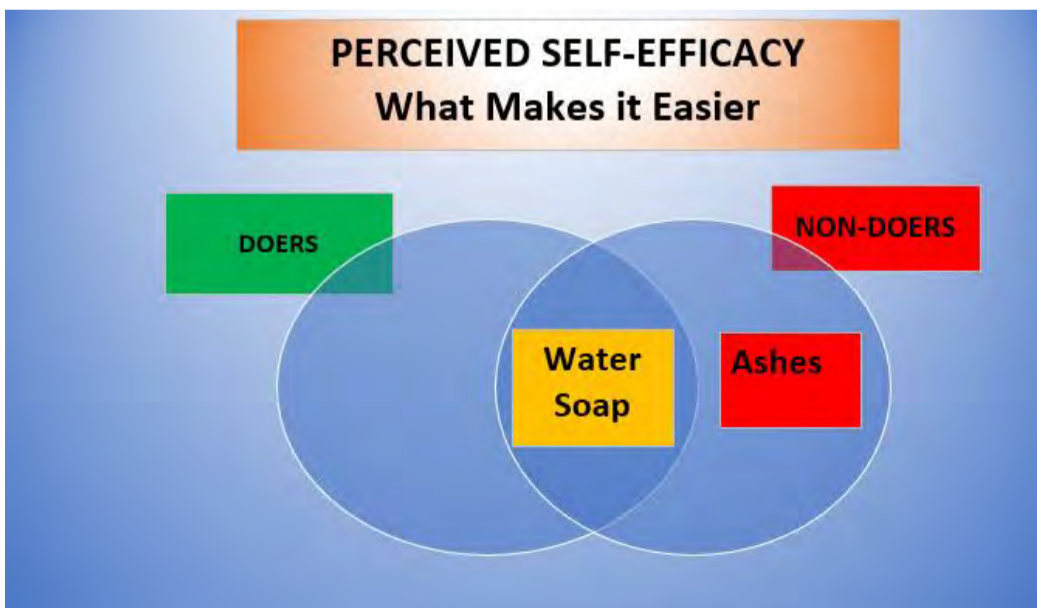 PERCEIVED SELF-EFFICACY
What Makes it Easier
DOERS
NON-DOERS
Water
Soap
Ashes